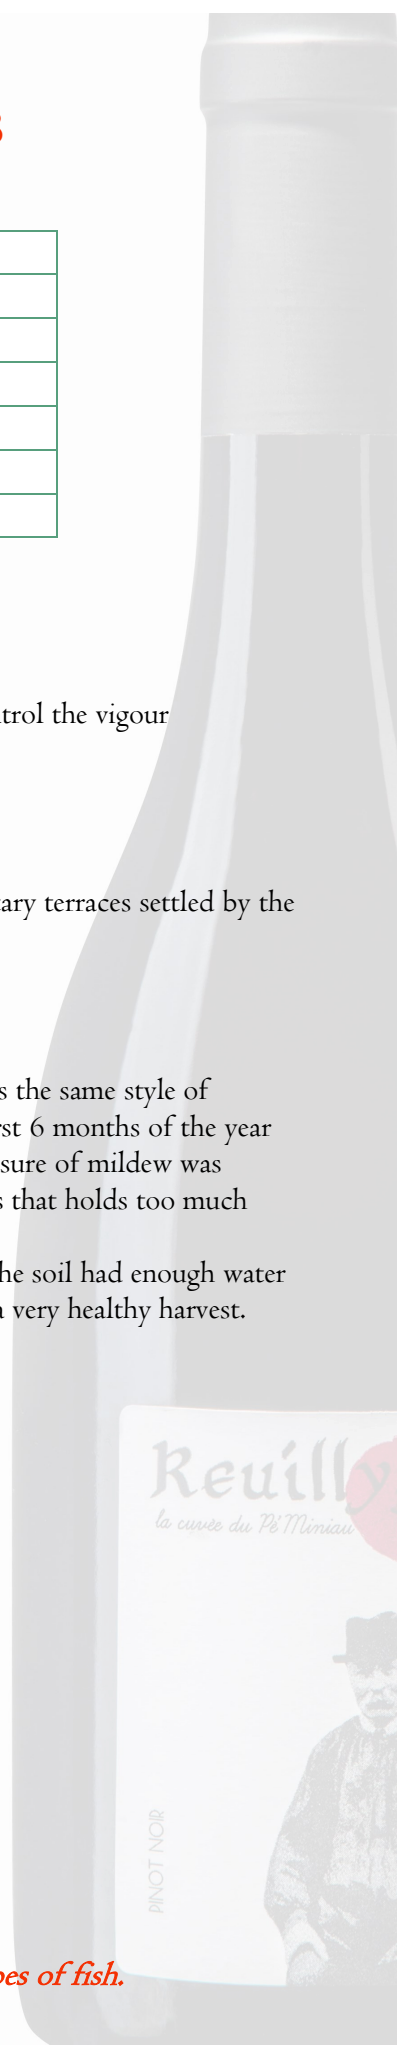 trol the vigour
ary terraces settled by the
s the same style of
rst 6 months of the year
sure of mildew was
s that holds too much
he soil had enough water
a very healthy harvest.
Reuilly
la cuvée du Pé'Miniau
PINOT NOIR
pes of fish.